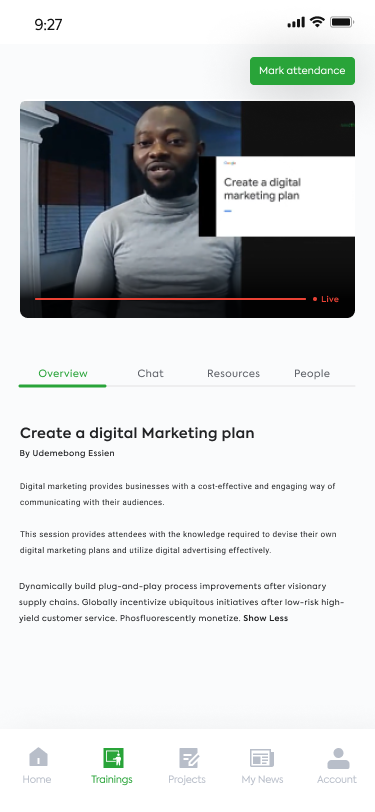 9:27
Mark attendance
Google
Create a digital
marketing plan
Live
Overview Chat Resources People
Create a digital Marketing plan
By Udemebong Essien
Digital marketing provides businesses with a cost-effective and engaging way of
communicating with their audiences.
This session provides attendees with the knowledge required to devise their own
digital marketing plans and utilize digital advertising effectively.
Dynamically build plug-and-play process improvements after visionary
supply chains. Globally incentivize ubiquitous initiatives after low-risk high-
yield customer service. Phosfluorescently monetize. Show Less
Home Trainings Projects My News Account